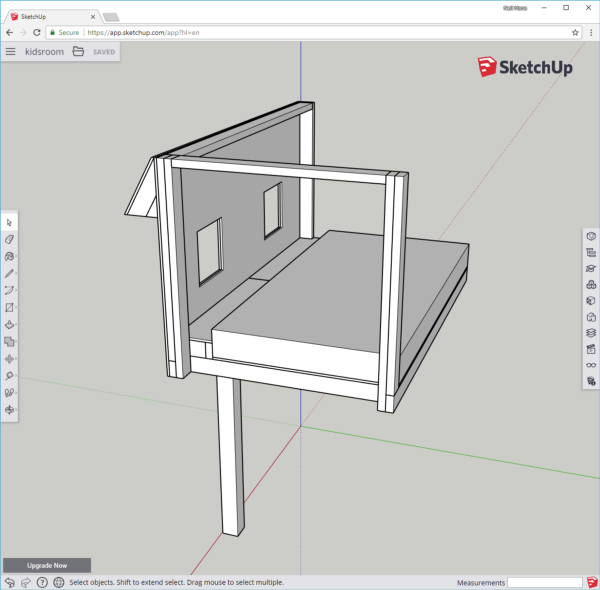 SketchUp
Secure
https://app.sketchup.com/app?hl=en
kidsroom
SAVED
SketchUp
Upgrade Now
Select objects. Shift to extend select. Drag mouse to select multiple.
Measurements